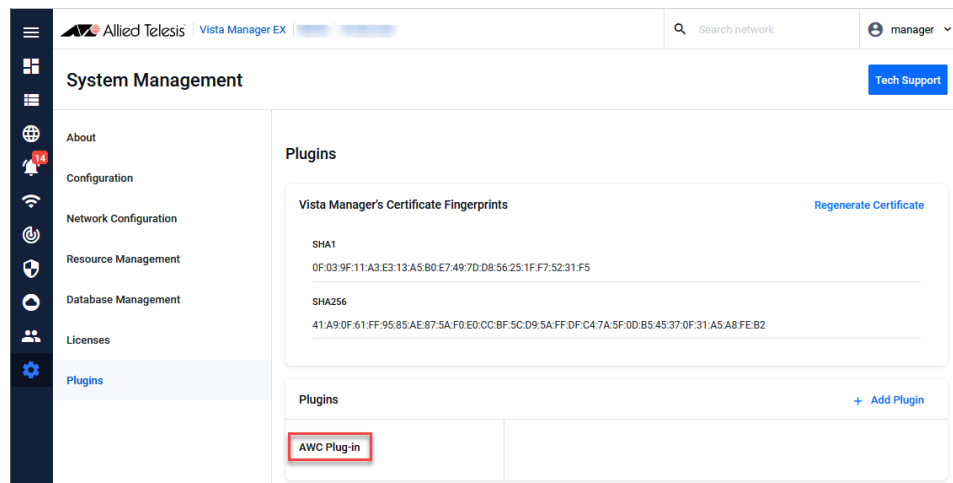 Allied Telesis Vista Manager EX Search network manager
System Management Tech Support
14
About
Configuration
Network Configuration
Resource Management
Database Management
Licenses
Plugins
Plugins
Vista Manager's Certificate Fingerprints Regenerate Certificate
SHA1
0F:03:9F:11:A3:E3:13:A5:B0:E7:49:7D:D8:56:25:1F:F7:52:31:F5
SHA256
41:A9:0F:61:FF:95:85:AE:87:5A:F0:E0:CC:BF:5C:D9:5A:FF:DF:C4:7A:5F:0D:B5:45:37:0F:31:A5:A8:FE:B2
Plugins + Add Plugin
AWC Plug-in